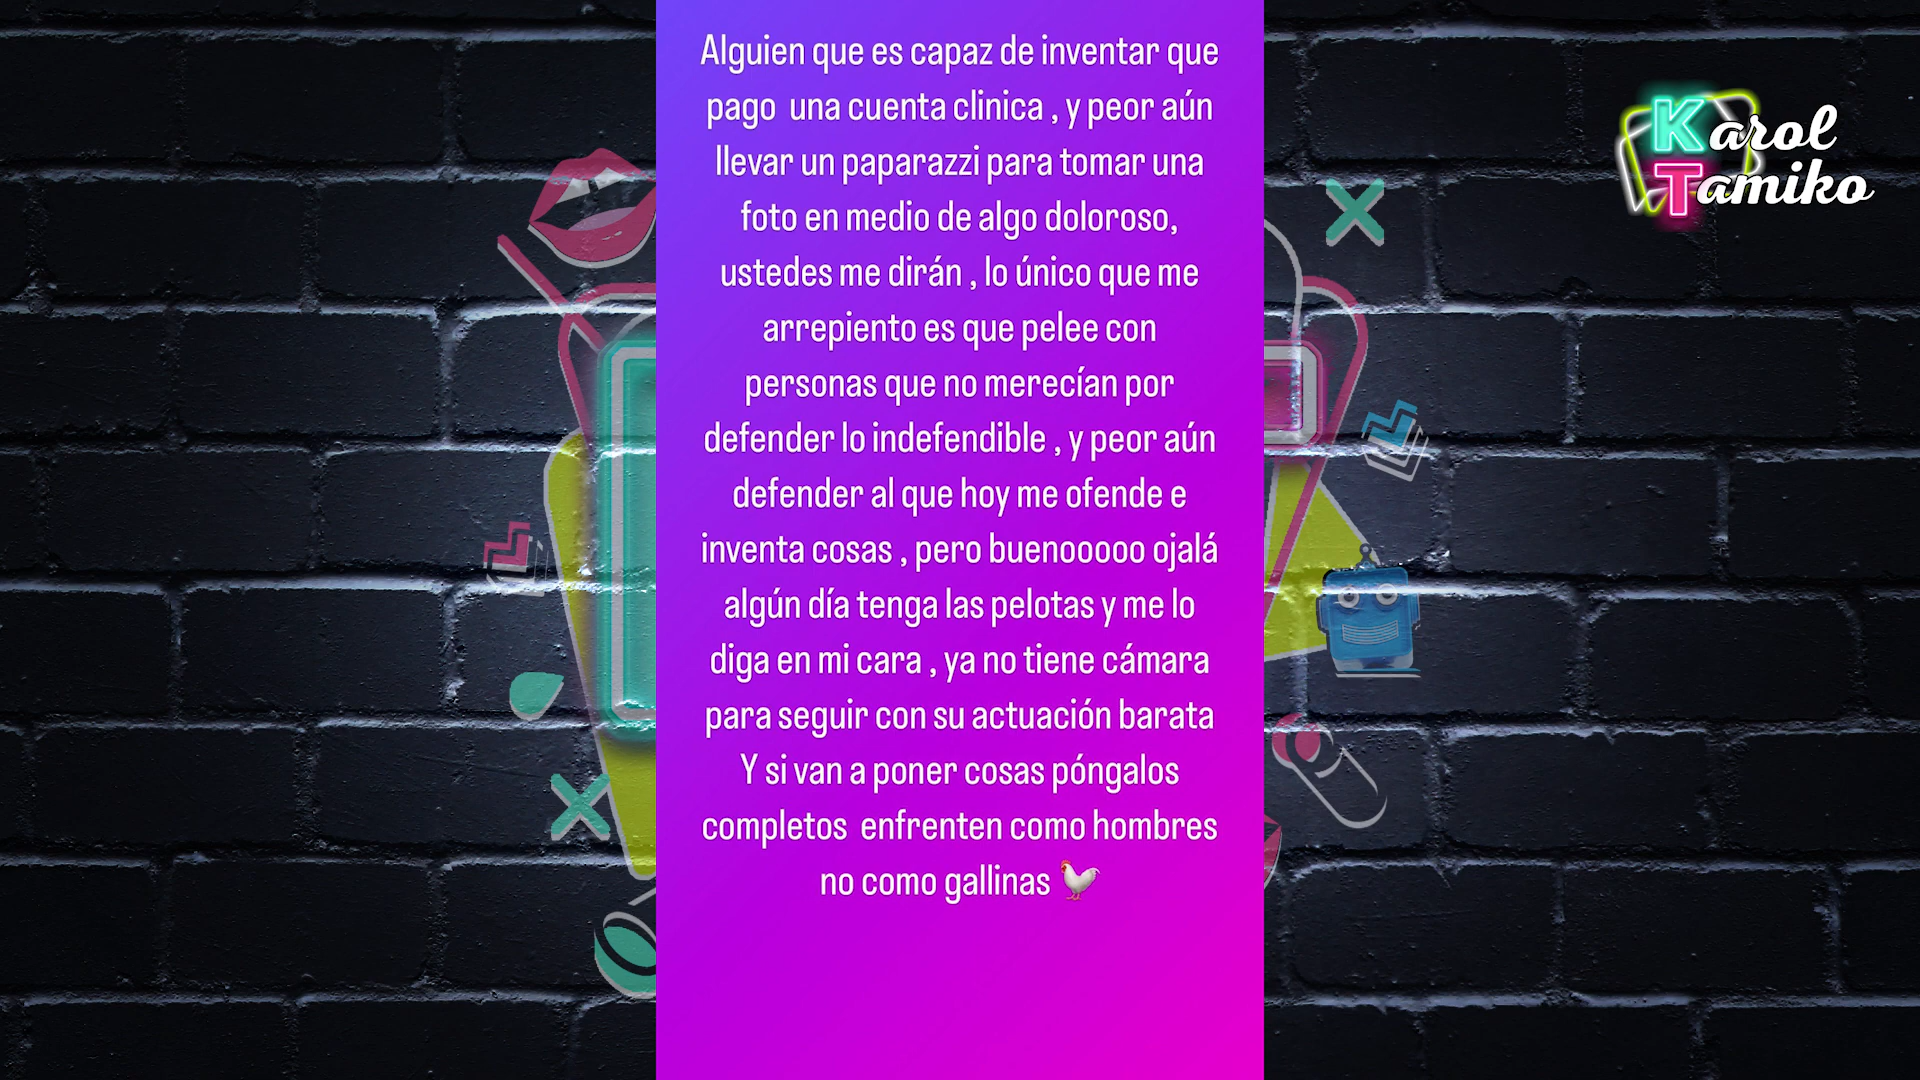 Alguien que es capaz de inventar que
pago una cuenta clinica , y peor aún
llevar un paparazzi para tomar una
foto en medio de algo doloroso,
ustedes me dirán , lo único que me
arrepiento es que pelee con
personas que no merecían por
defender lo indefendible , y peor aún
defender al que hoy me ofende e
inventa cosas , pero buenooooo ojalá
algún día tenga las pelotas y me lo
diga en mi cara , ya no tiene cámara
para seguir con su actuación barata
Y si van a poner cosas póngalos
completos enfrenten como hombres
no como gallinas 🐓
Karol
Tamiko